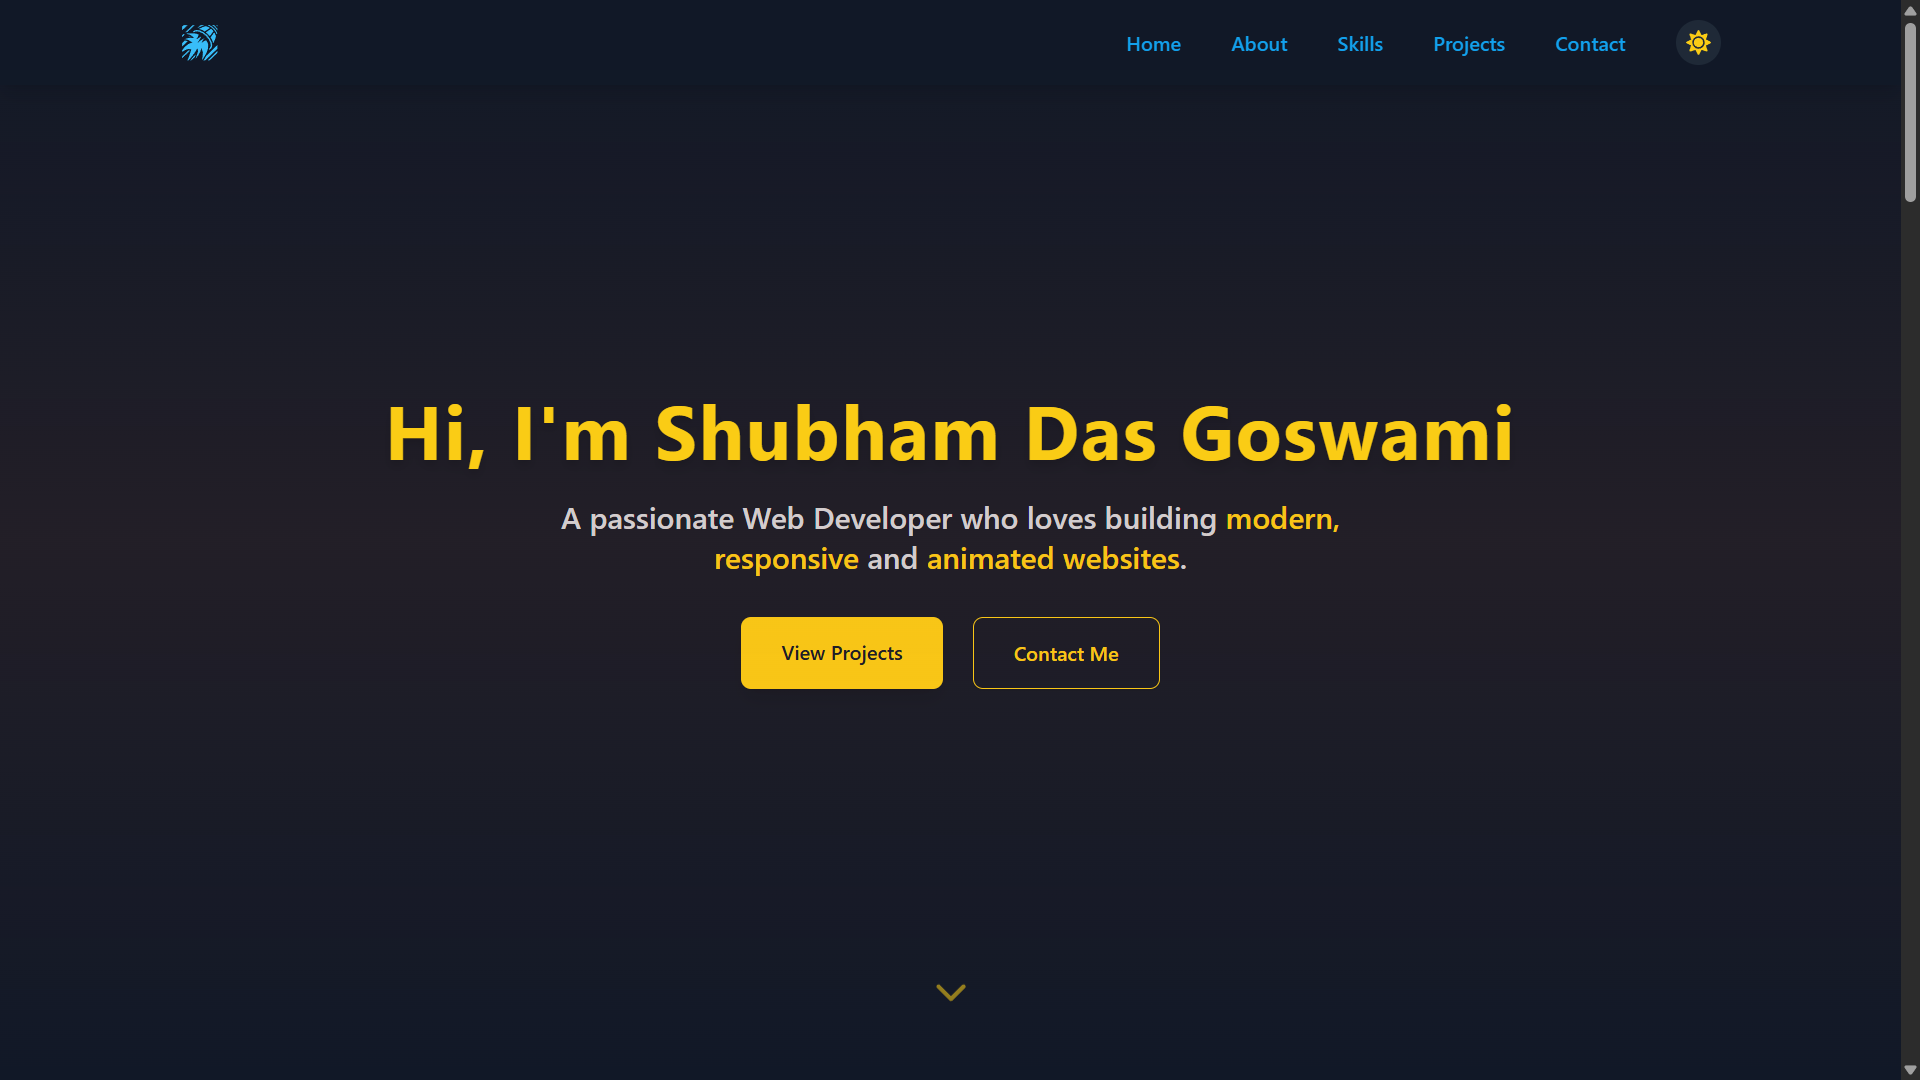 Home About Skills Projects Contact
Hi, I'm Shubham Das Goswami
A passionate Web Developer who loves building modern,
responsive and animated websites.
View Projects Contact Me